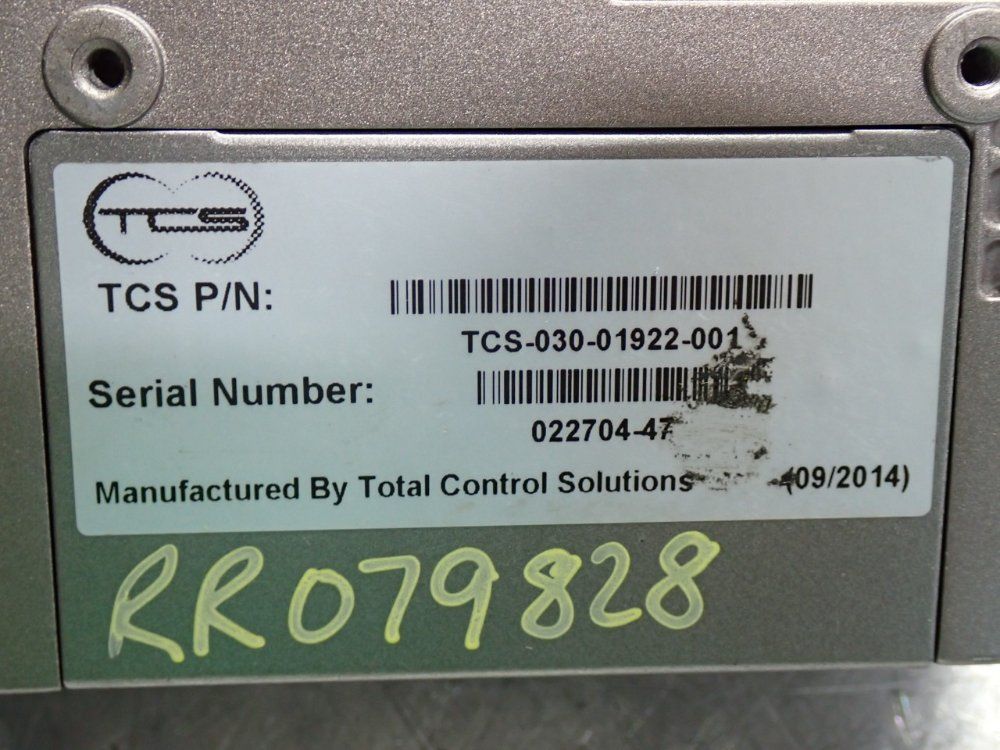 TCS
TCS P/N:
TCS-030-01922-001
Serial Number:
022704-47
Manufactured By Total Control Solutions (09/2014)
RR079828